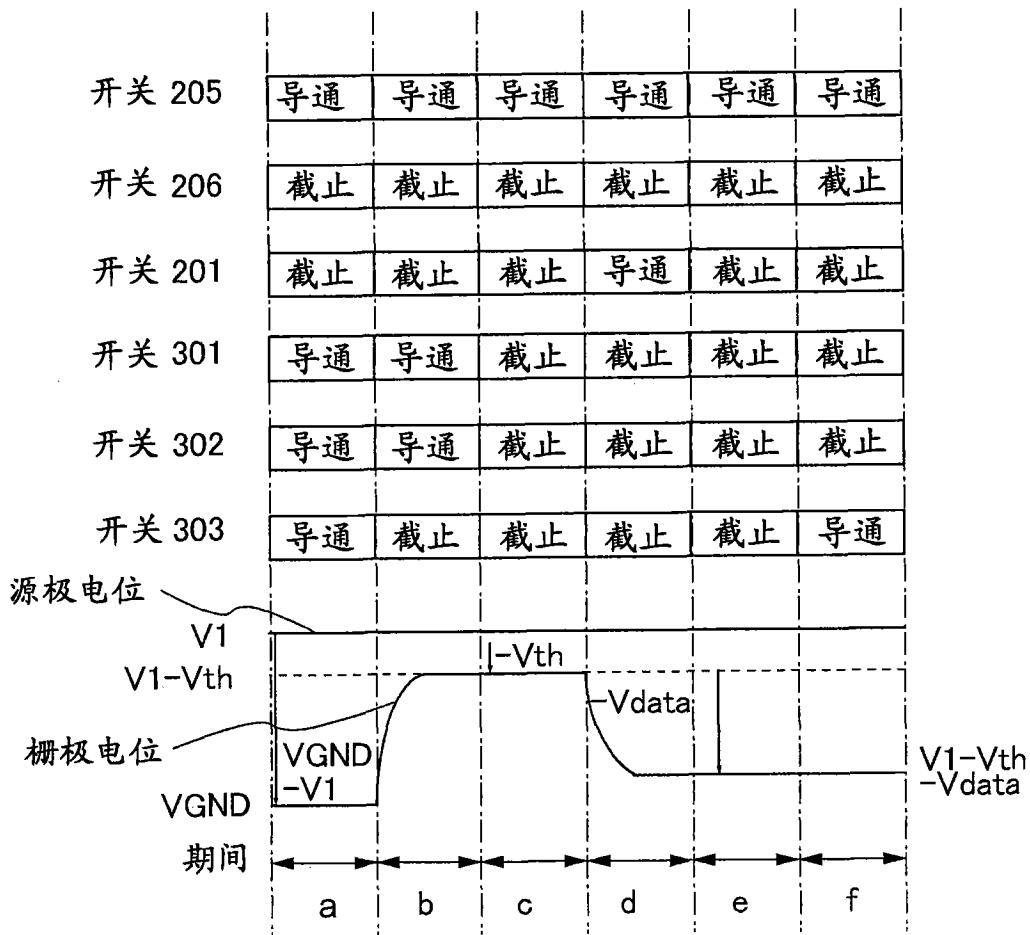 开关 205 导通 导通 导通 导通 导通 导通
开关 206 截止 截止 截止 截止 截止 截止
开关 201 截止 截止 截止 导通 截止 截止
开关 301 导通 导通 截止 截止 截止 截止
开关 302 导通 导通 截止 截止 截止 截止
开关 303 导通 截止 截止 截止 截止 导通
源极电位
V1
-Vth
V1-Vth
-Vdata
栅极电位
VGND
-V1
V1-Vth
-Vdata
VGND
期间
a b c d e f